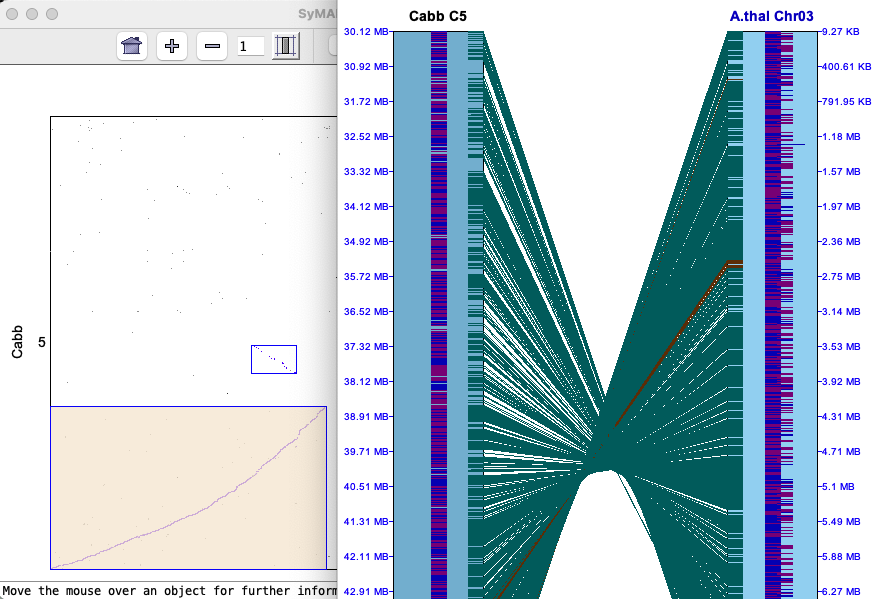 SyMA
1
Cabb
5
Move the mouse over an object for further inform
Cabb C5
A.thal Chr03
30.12 MB
30.92 MB
31.72 MB
32.52 MB
33.32 MB
34.12 MB
34.92 MB
35.72 MB
36.52 MB
37.32 MB
38.12 MB
38.91 MB
39.71 MB
40.51 MB
41.31 MB
42.11 MB
42.91 MB
9.27 KB
400.61 KB
791.95 KB
1.18 MB
1.57 MB
1.97 MB
2.36 MB
2.75 MB
3.14 MB
3.53 MB
3.92 MB
4.31 MB
4.71 MB
5.1 MB
5.49 MB
5.88 MB
6.27 MB